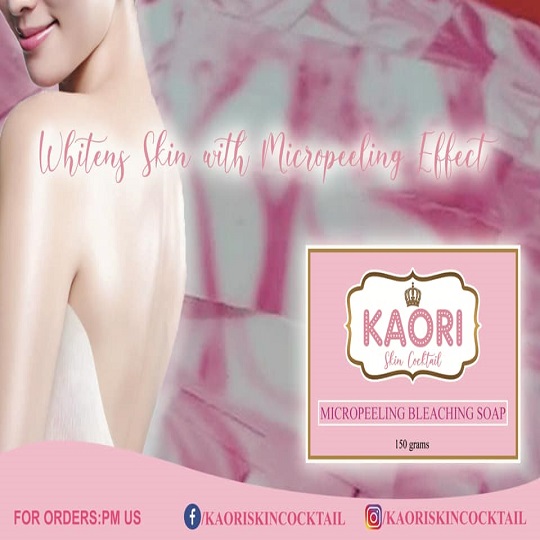 Whitens Skin with Micropeeling Effect
KAORI
Skin Cocktail
MICROPEELING BLEACHING SOAP
150 grams
FOR ORDERS:PM US
/KAORISKINCOCKTAIL
/KAORISKINCOCKTAIL